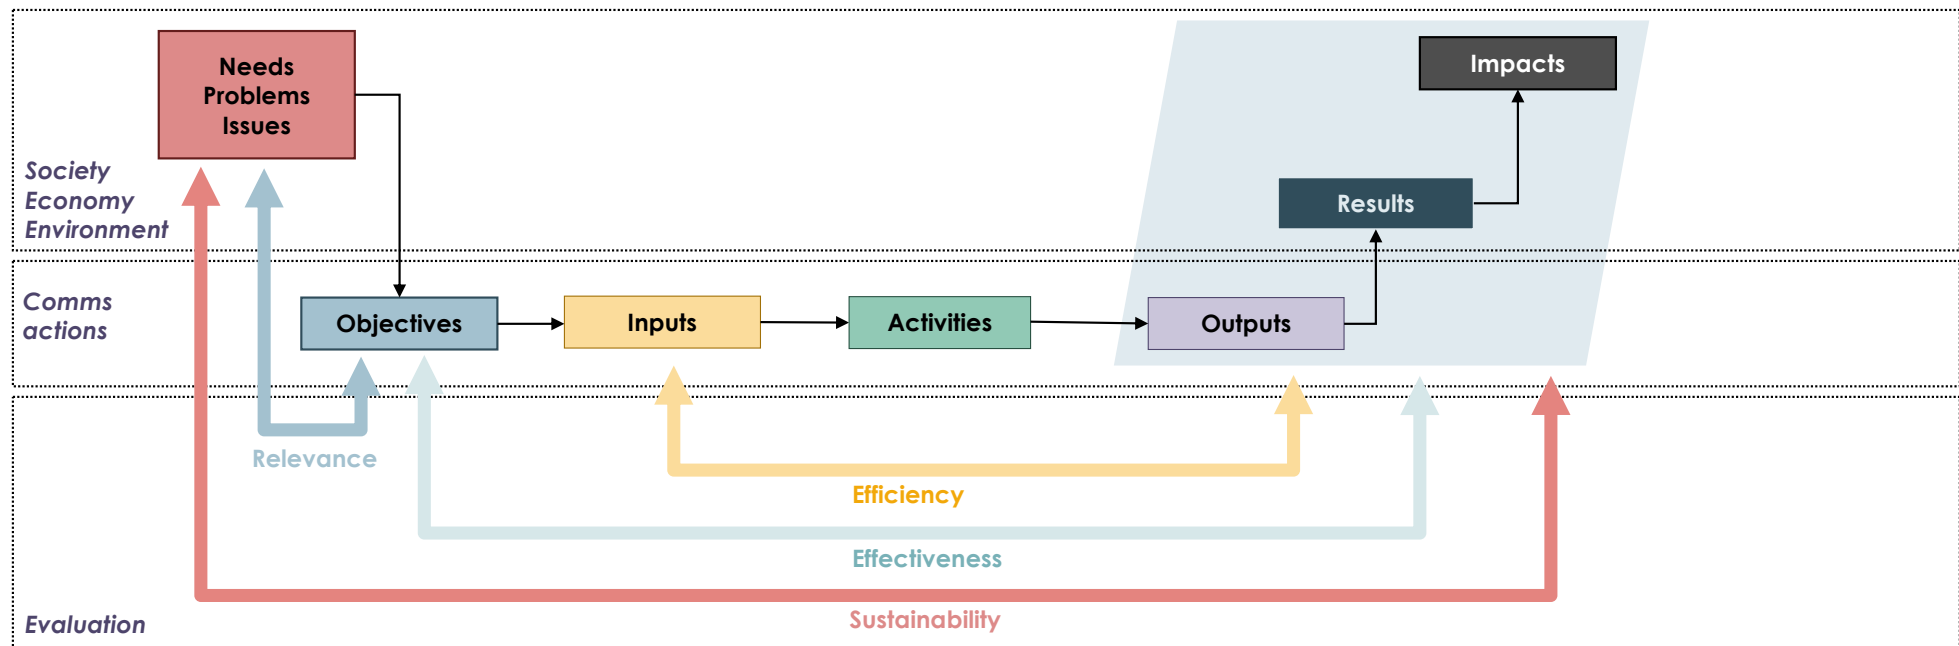 Needs
Problems
Issues
Impacts
Society
Economy
Environment
Results
Comms
actions
Objectives
Inputs
Activities
Outputs
Relevance
Efficiency
Effectiveness
Sustainability
Evaluation